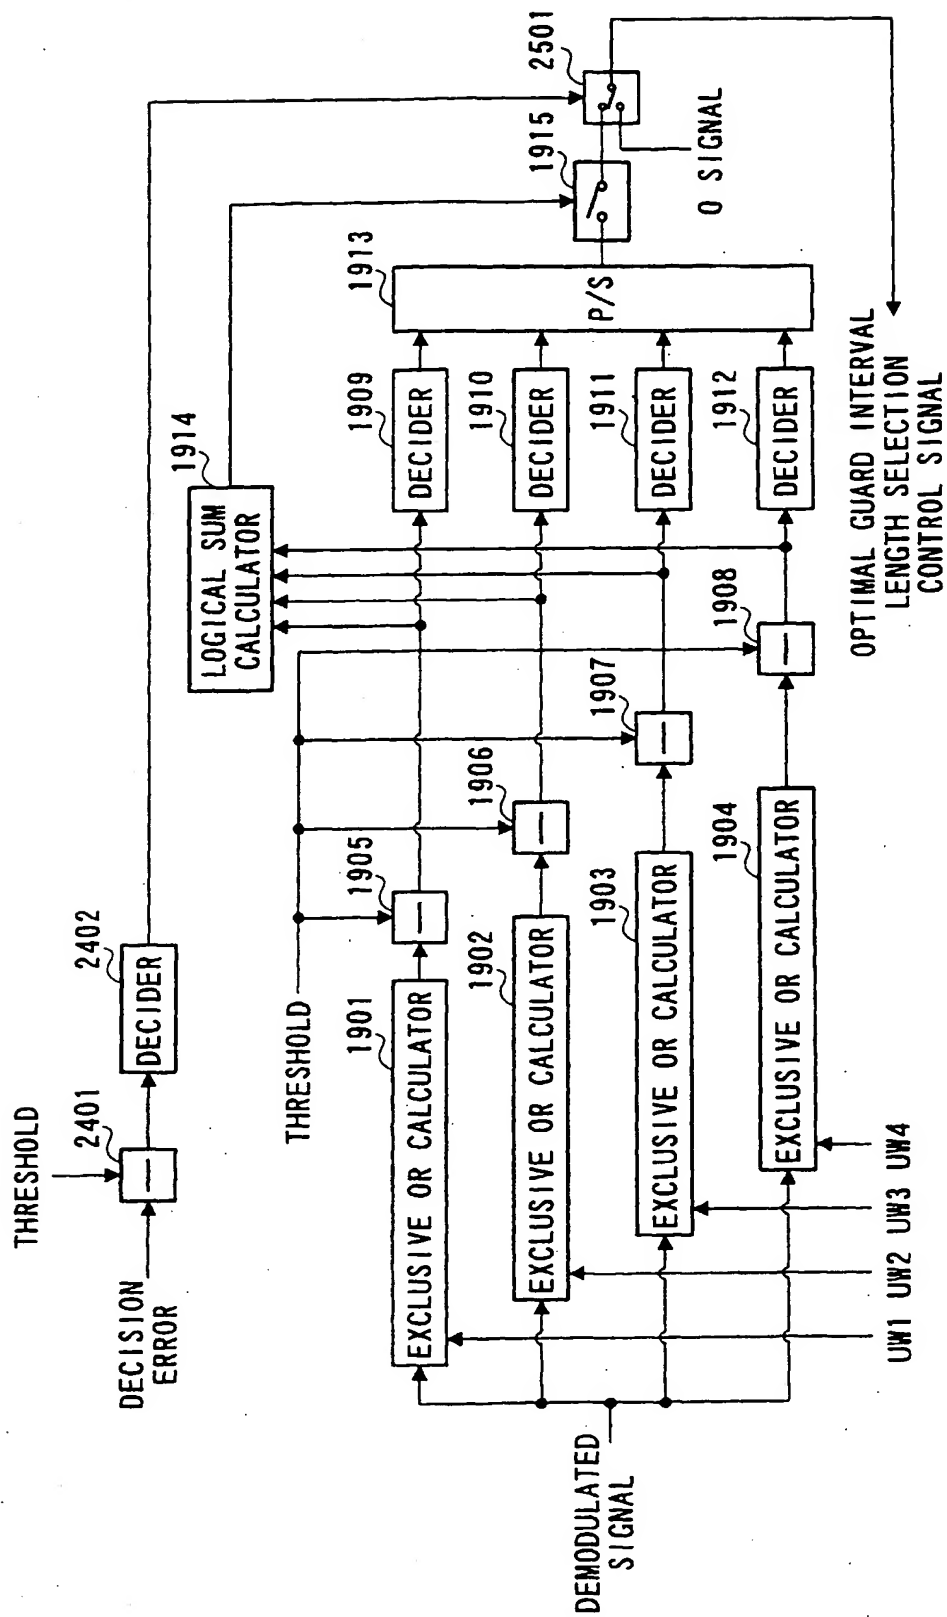 THRESHOLD
2401
2402
DECIDER
DECISION
ERROR
THRESHOLD
1914
LOGICAL SUM
CALCULATOR
1901
EXCLUSIVE OR CALCULATOR
1905
1909
DECIDER
1902
EXCLUSIVE OR CALCULATOR
1906
1910
DECIDER
1903
EXCLUSIVE OR CALCULATOR
1907
1911
DECIDER
1904
EXCLUSIVE OR CALCULATOR
1908
1912
DECIDER
1913
P/S
1915
2501
0 SIGNAL
DEMODULATED
SIGNAL
UW1 UW2 UW3 UW4
OPTIMAL GUARD INTERVAL
LENGTH SELECTION
CONTROL SIGNAL